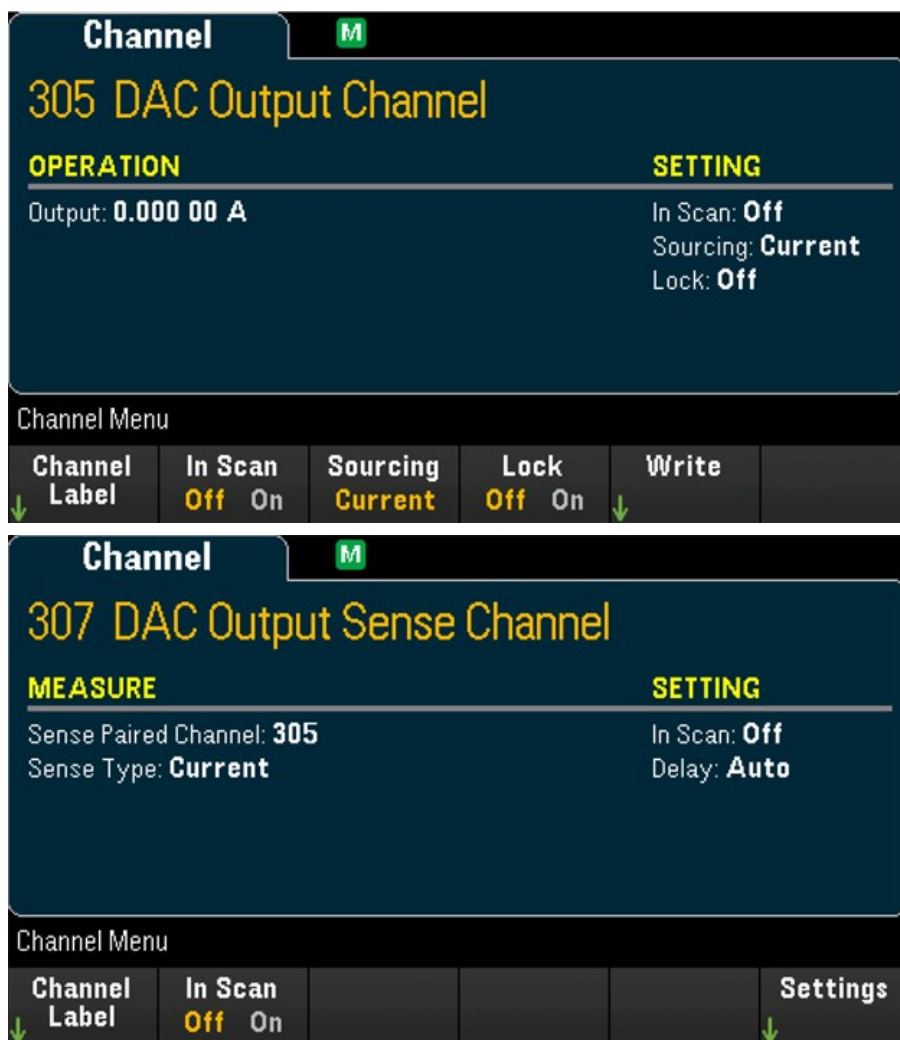 Channel M
305 DAC Output Channel
OPERATION SETTING
Output: 0.000 00 A In Scan: Off
Sourcing: Current
Lock: Off
Channel Menu
Channel In Scan Sourcing Lock Write
Label Off On Current Off On
Channel M
307 DAC Output Sense Channel
MEASURE SETTING
Sense Paired Channel: 305 In Scan: Off
Sense Type: Current Delay: Auto
Channel Menu
Channel In Scan Settings
Label Off On